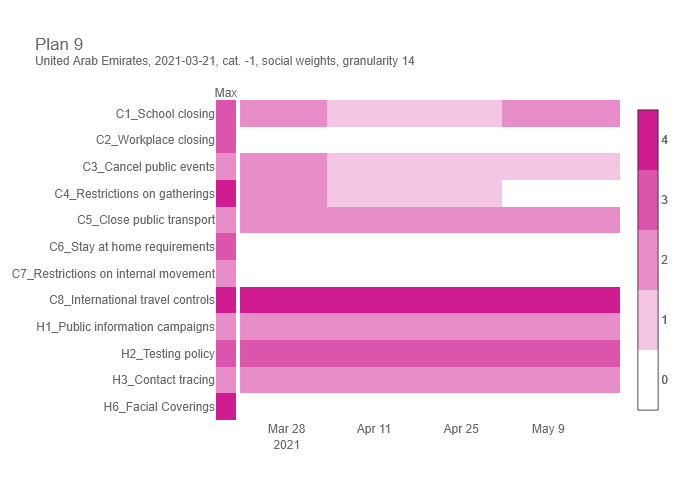 Plan 9
United Arab Emirates, 2021-03-21, cat. -1, social weights, granularity 14
Max
C1_School closing
C2_Workplace closing
C3_Cancel public events
C4_Restrictions on gatherings
C5_Close public transport
C6_Stay at home requirements
C7_Restrictions on internal movement
C8_International travel controls
H1_Public information campaigns
H2_Testing policy
H3_Contact tracing
H6_Facial Coverings
Mar 28 Apr 11 Apr 25 May 9
2021
4
3
2
1
0